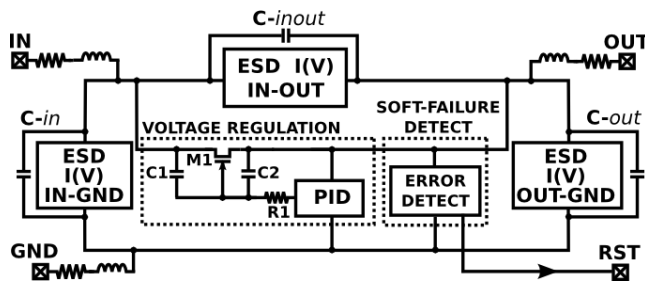 C-inout
IN
OUT
ESD I(V)
IN-OUT
C-in
SOFT-FAILURE
DETECT
C-out
VOLTAGE REGULATION
ESD
I(V)
IN-GND
C1
M1
C2
R1
PID
ERROR
DETECT
ESD
I(V)
OUT-GND
GND
RST